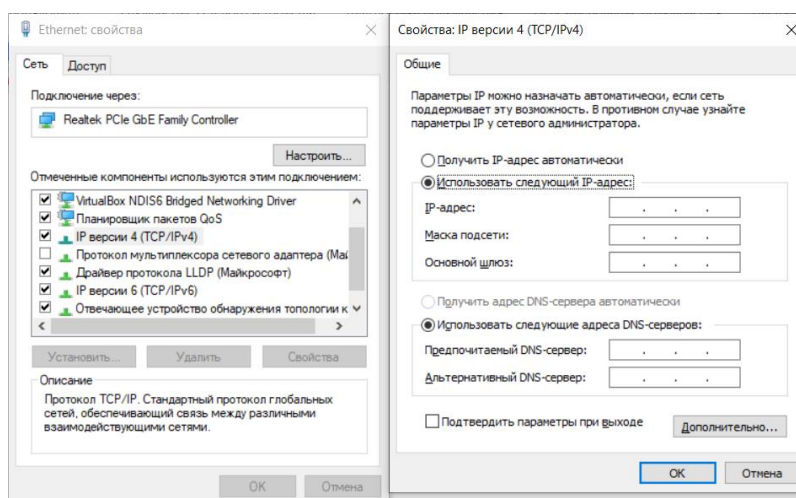 Ethernet: свойства
Сеть
Доступ
Подключение через:
Realtek PCIe GbE Family Controller
Настроить...
Отмеченные компоненты используются этим подключением:
VirtualBox NDIS6 Bridged Networking Driver
Планировщик пакетов QoS
IP версии 4 (TCP/IPv4)
Протокол мультиплексора сетевого адаптера (Май
Драйвер протокола LLDP (Майкрософт)
IP версии 6 (TCP/IPv6)
Отвечающее устройство обнаружения топологии к
Установить...
Удалить
Свойства
Описание
Протокол TCP/IP. Стандартный протокол глобальных
сетей, обеспечивающий связь между различными
взаимодействующими сетями.
OK
Отмена
Свойства: IP версии 4 (TCP/IPv4)
Общие
Параметры IP можно назначать автоматически, если сеть
поддерживает эту возможность. В противном случае узнайте
параметры IP у сетевого администратора.
Получить IP-адрес автоматически
Использовать следующий IP-адрес:
IP-адрес:
Маска подсети:
Основной шлюз:
Получить адрес DNS-сервера автоматически
Использовать следующие адреса DNS-серверов:
Предпочитаемый DNS-сервер:
Альтернативный DNS-сервер:
Подтвердить параметры при выходе
Дополнительно...
OK
Отмена